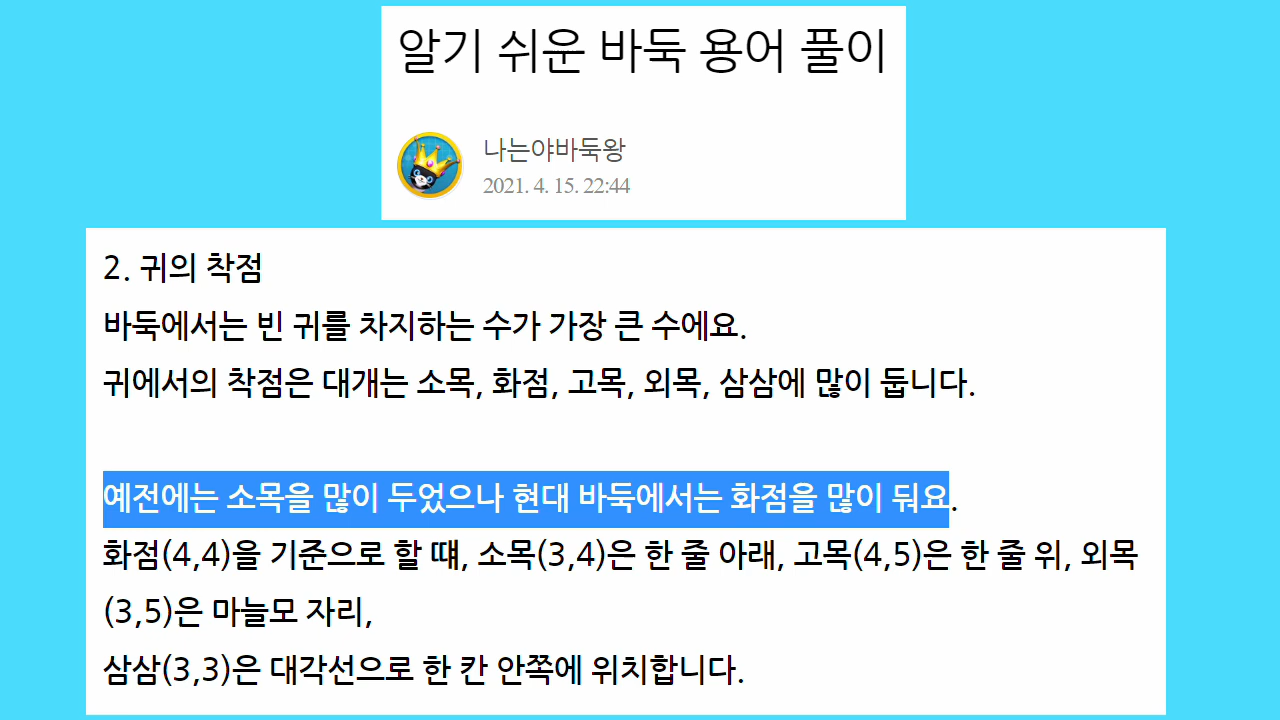 알기 쉬운 바둑 용어 풀이
나는야바둑왕
2021. 4. 15. 22:44
2. 귀의 착점
바둑에서는 빈 귀를 차지하는 수가 가장 큰 수에요.
귀에서의 착점은 대개는 소목, 화점, 고목, 외목, 삼삼에 많이 둡니다.
예전에는 소목을 많이 두었으나 현대 바둑에서는 화점을 많이 둬요.
화점(4,4)을 기준으로 할 떄, 소목(3,4)은 한 줄 아래, 고목(4,5)은 한 줄 위, 외목
(3,5)은 마늘모 자리,
삼삼(3,3)은 대각선으로 한 칸 안쪽에 위치합니다.